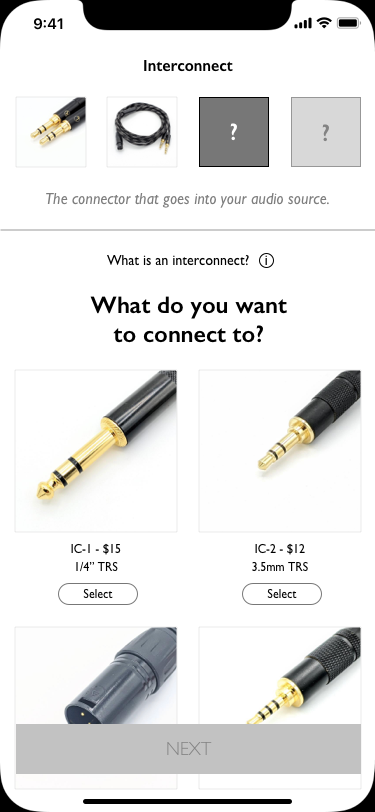 9:41
Interconnect
?
?
The connector that goes into your audio source.
What is an interconnect? i
What do you want
to connect to?
IC-1 - $15
IC-2 - $12
1/4” TRS
3.5mm TRS
Select
Select
NEXT